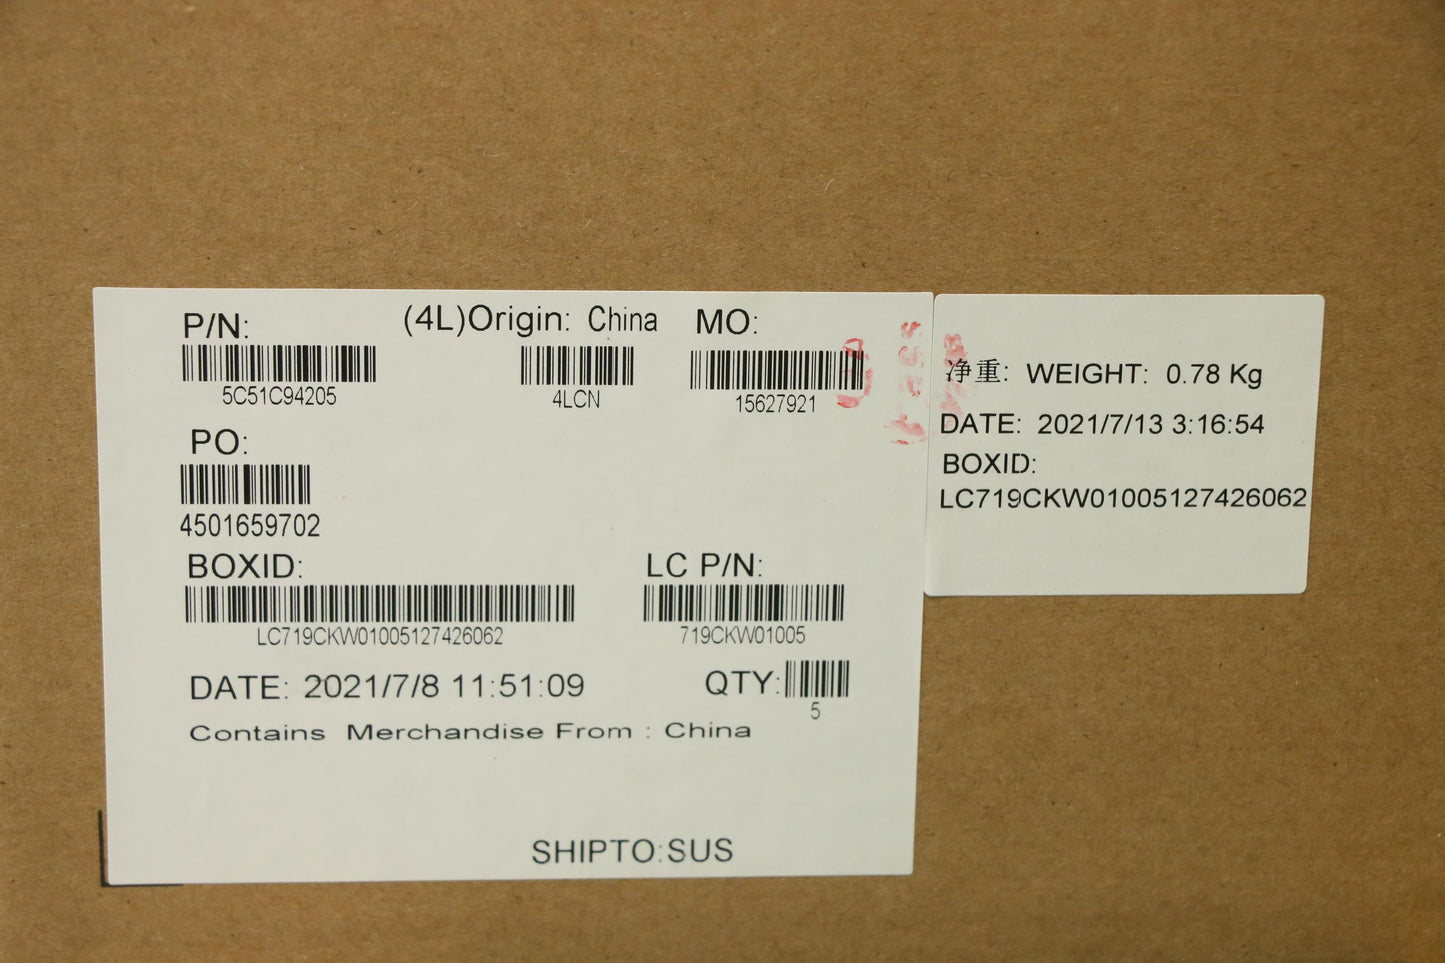 P/N: (4L)Origin: China MO:
5C51C94205 4LCN 15627921
PO:
4501659702
BOXID: LC P/N:
LC719CKW01005127426062 719CKW01005
DATE: 2021/7/8 11:51:09 QTY:
5
Contains Merchandise From : China
SHIPTO:SUS
净重: WEIGHT: 0.78 Kg
DATE: 2021/7/13 3:16:54
BOXID:
LC719CKW01005127426062